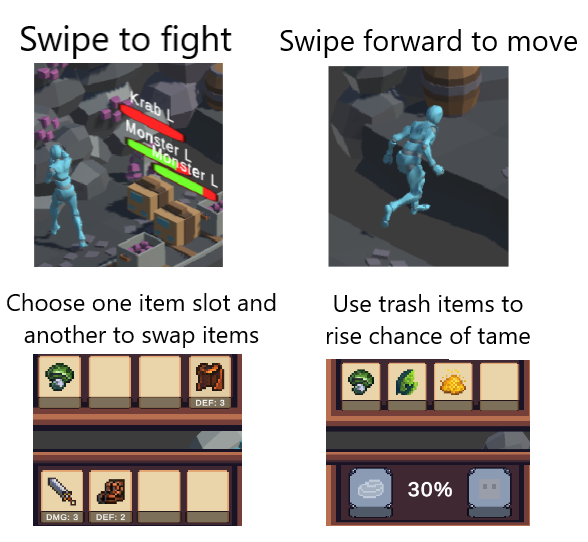 Swipe to fight
Swipe forward to move
Krab L
Monster L
Monster L
Choose one item slot and
another to swap items
Use trash items to
rise chance of tame
DEF: 3
DMG: 3
DEF: 2
30%